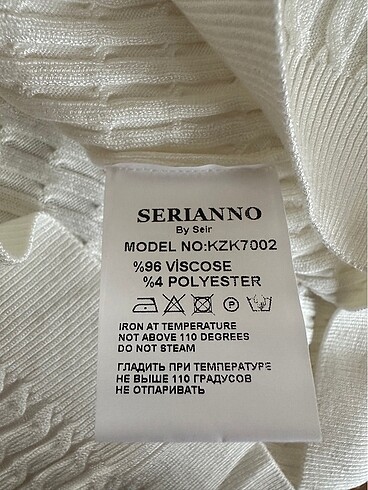 SERIANNO
By Seir
MODEL NO:KZK7002
%96 VİSCOSE
%4 POLYESTER
IRON AT TEMPERATURE
NOT ABOVE 110 DEGREES
DO NOT STEAM
ГЛАДИТЬ ПРИ ТЕМПЕРАТУРЕ
НЕ ВЫШЕ 110 ГРАДУСОВ
НЕ ОТПАРИВАТЬ